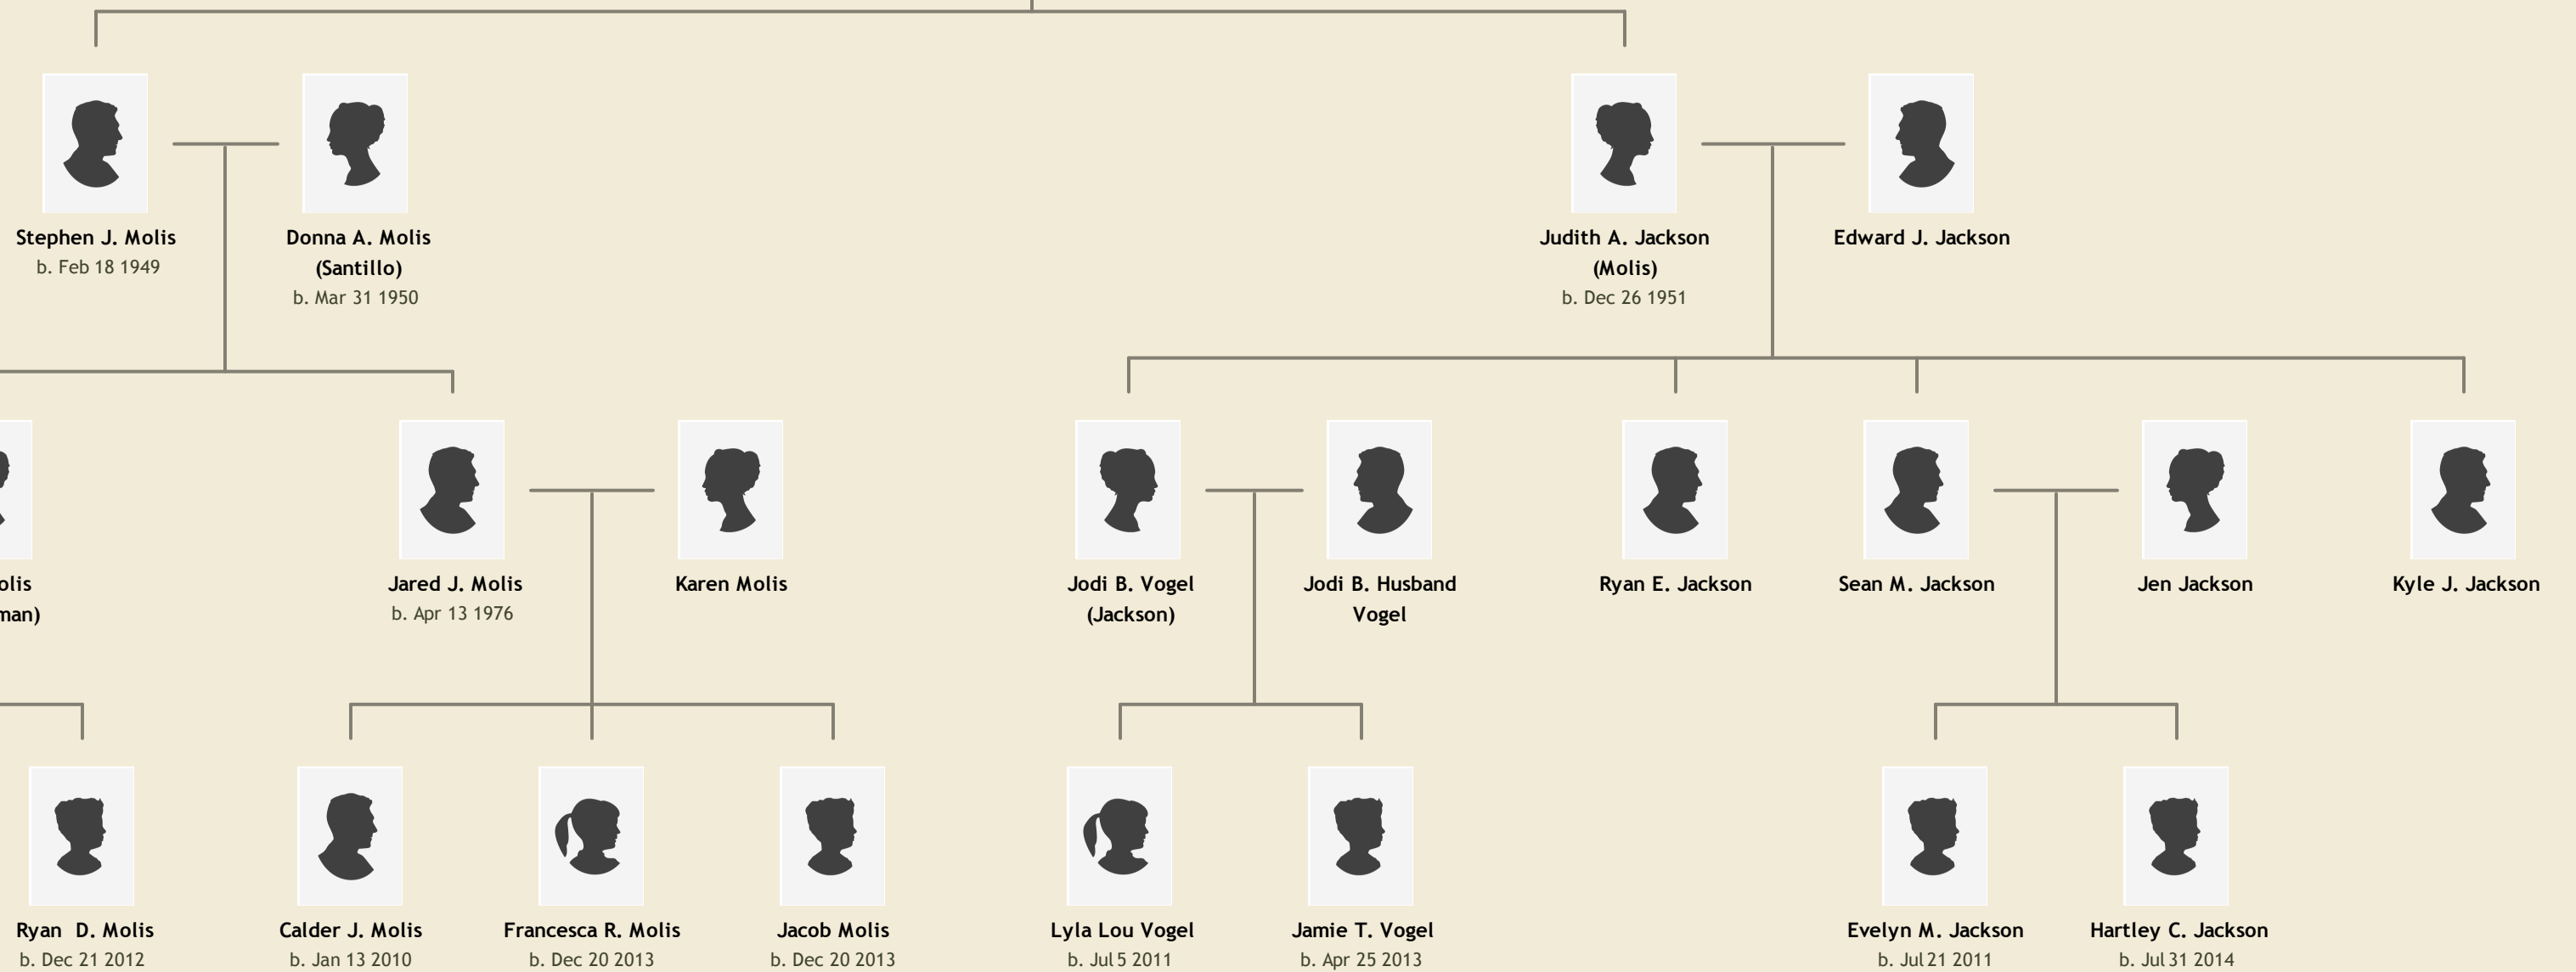 Stephen J. Molis
b. Feb 18 1949
Donna A. Molis
(Santillo)
b. Mar 31 1950
Judith A. Jackson
(Molis)
b. Dec 26 1951
Edward J. Jackson
Jared J. Molis
b. Apr 13 1976
Karen Molis
Jodi B. Vogel
(Jackson)
Jodi B. Husband
Vogel
Ryan E. Jackson
Sean M. Jackson
Jen Jackson
Kyle J. Jackson
Ryan D. Molis
b. Dec 21 2012
Calder J. Molis
b. Jan 13 2010
Francesca R. Molis
b. Dec 20 2013
Jacob Molis
b. Dec 20 2013
Lyla Lou Vogel
b. Jul 5 2011
Jamie T. Vogel
b. Apr 25 2013
Evelyn M. Jackson
b. Jul 21 2011
Hartley C. Jackson
b. Jul 31 2014